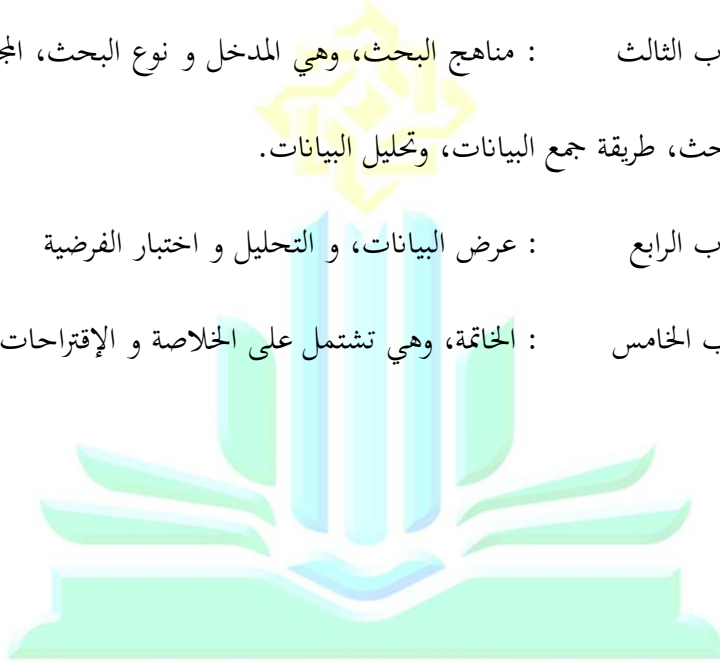 ب الثالث : مناهج البحث، وهي المدخل و نوع البحث، المج
حث، طريقة جمع البيانات، وتحليل البيانات.
ب الرابع : عرض البيانات، و التحليل و اختبار الفرضية
ب الخامس : الخاتمة، وهي تشتمل على الخلاصة و الإقتراحات